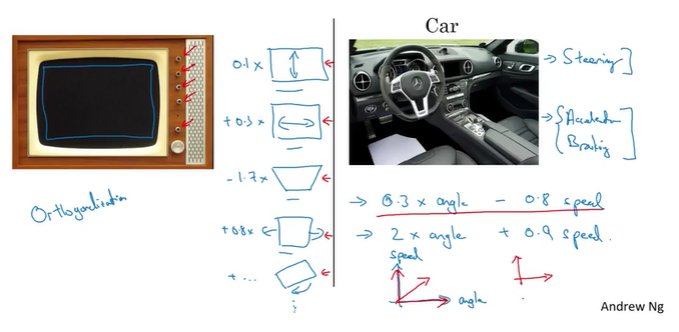 Car
Orthogonalization
0.1 x
+ 0.3 x
- 1.7 x
+ 0.8 x
+ ...
→ Steering
→ Acceleration
Braking
→ 0.3 x angle - 0.8 speed
→ 2 x angle + 0.9 speed.
speed
angle
Andrew Ng